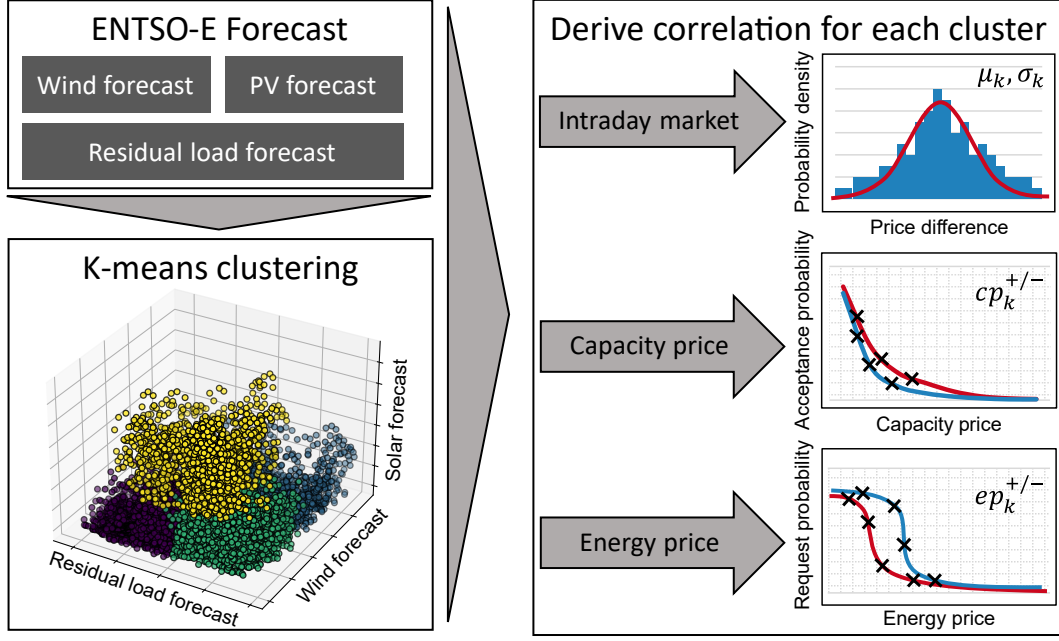 ENTSO-E Forecast
Wind forecast
PV forecast
Residual load forecast
K-means clustering
Solar forecast
Wind forecast
Residual load forecast
Derive correlation for each cluster
Intraday market
Probability density
μ_k, σ_k
Price difference
Capacity price
Acceptance probability
cp_k^{+/-}
Capacity price
Energy price
Request probability
ep_k^{+/-}
Energy price